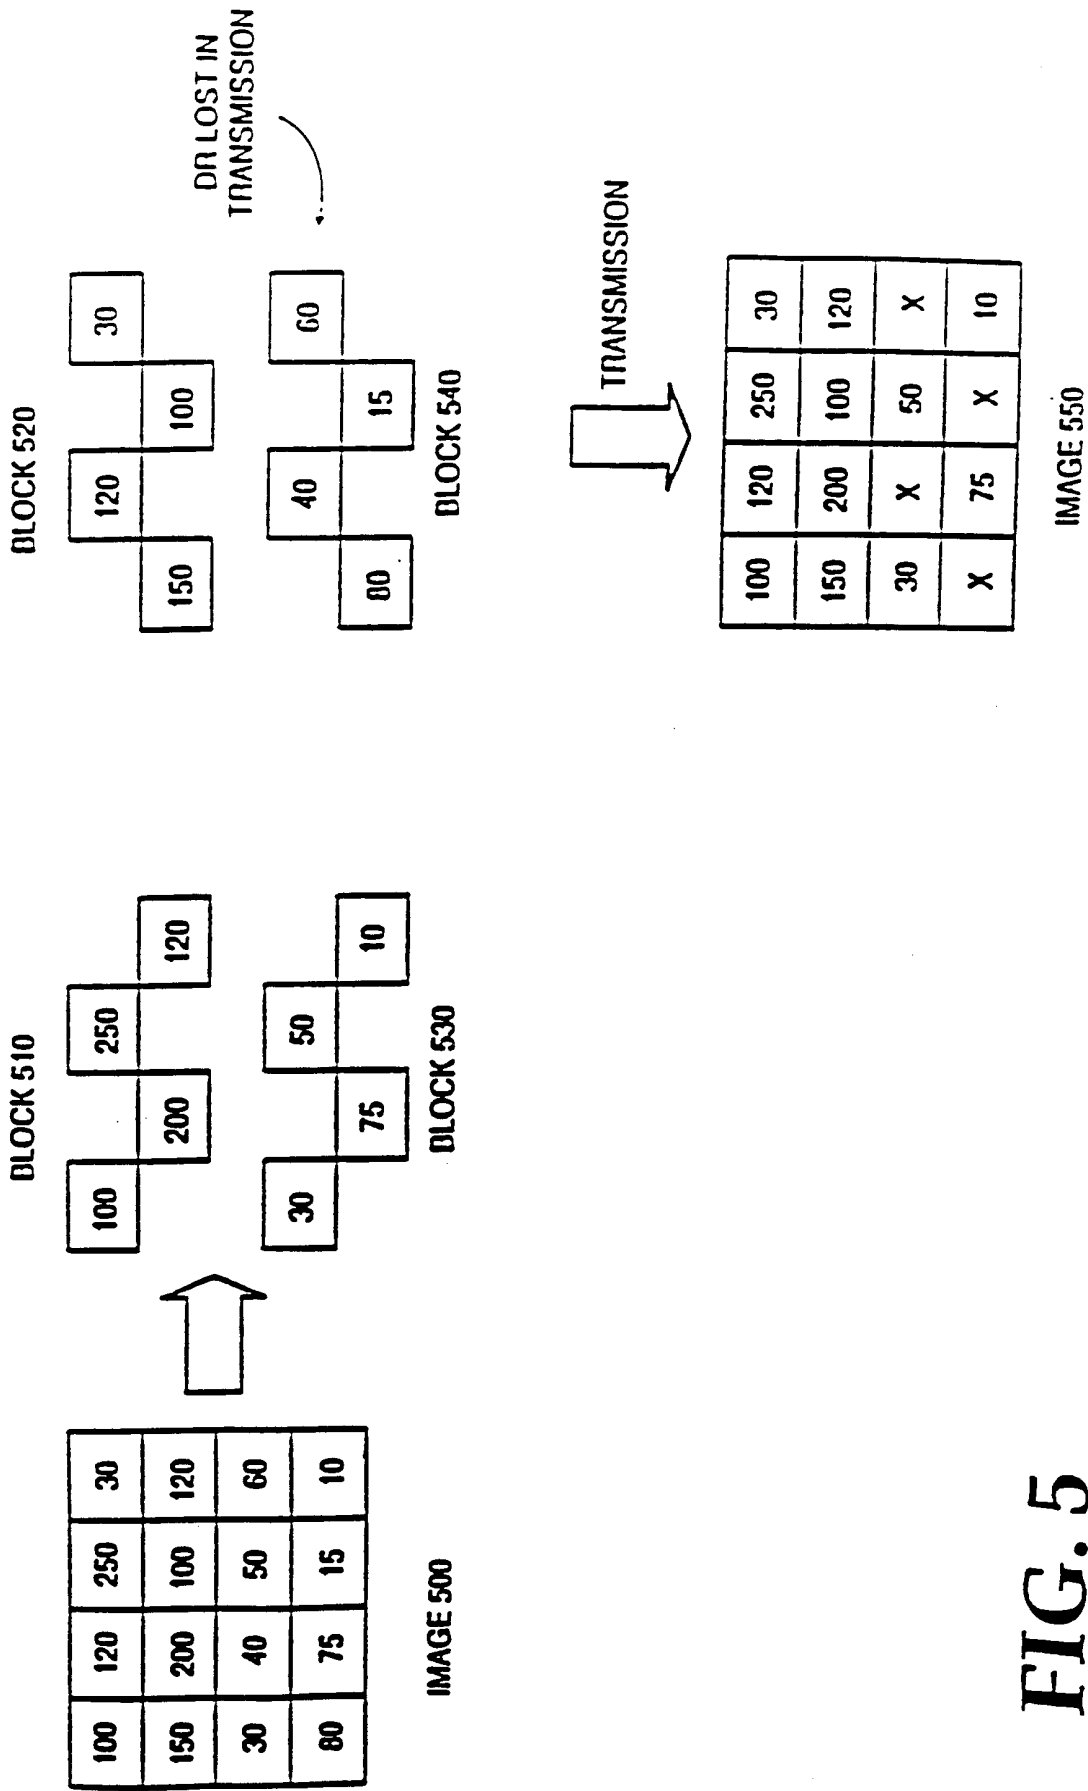 BLOCK 510
100 250
200 120
30 50
75 10
BLOCK 530
BLOCK 520
120 30
150 100
40 60
80 15
BLOCK 540
DR LOST IN
TRANSMISSION
100 120 250 30
150 200 100 120
30 40 50 60
80 75 15 10
IMAGE 500
TRANSMISSION
100 120 250 30
150 200 100 120
30 X 50 X
X 75 X 10
IMAGE 550
FIG. 5